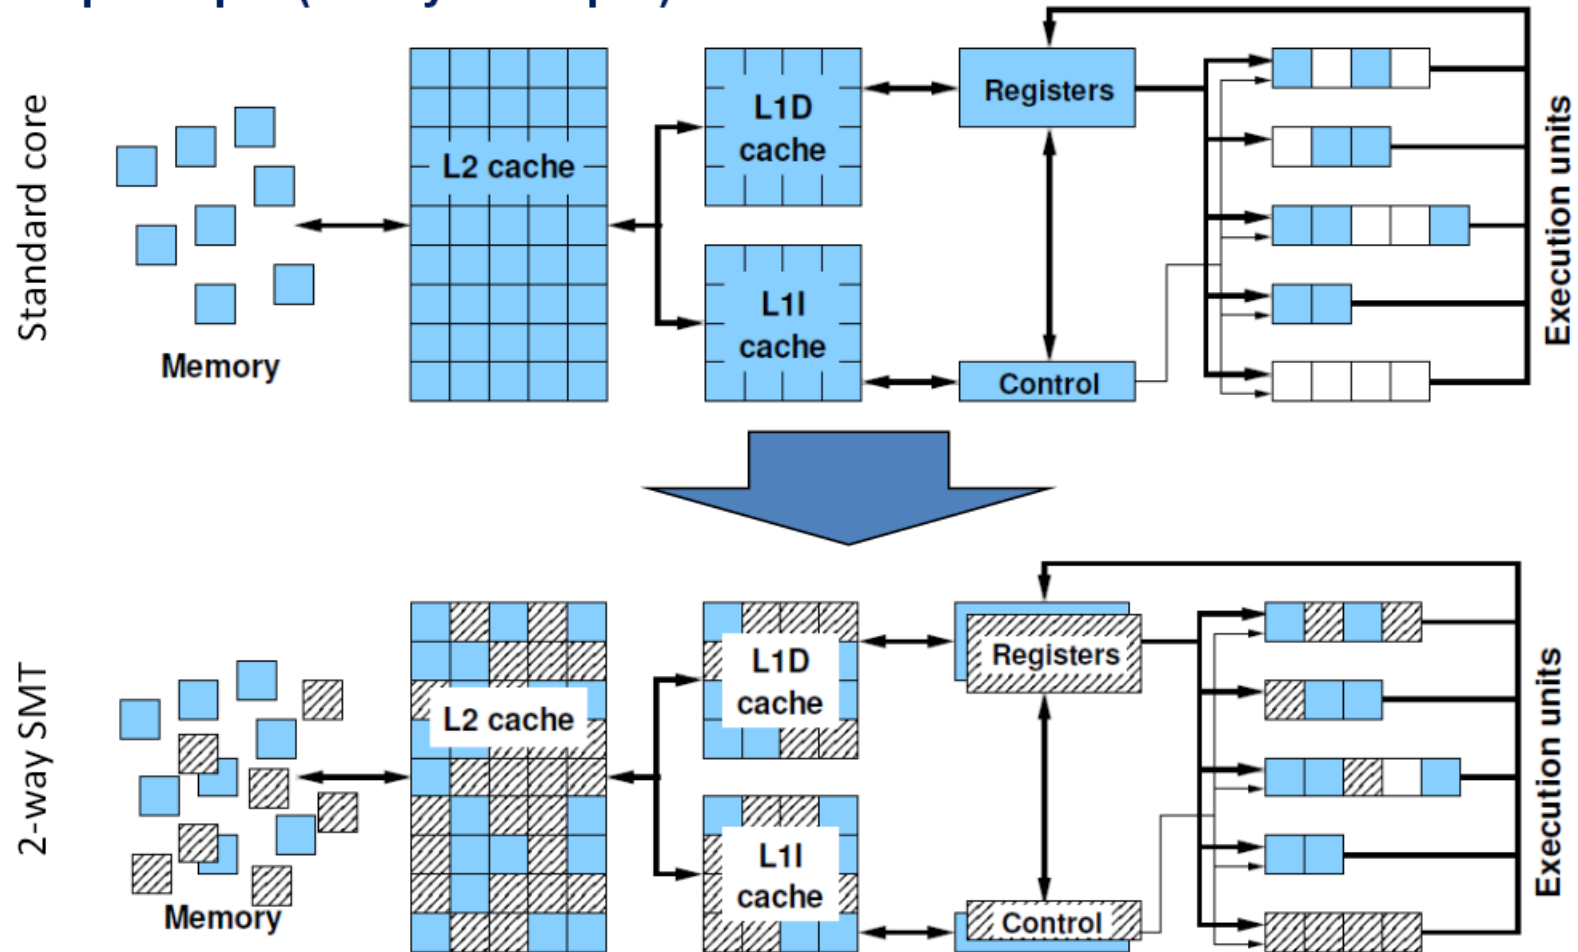 Standard core
Memory
L2 cache
L1D
cache
L1I
cache
Registers
Control
Execution units
2-way SMT
Memory
L2 cache
L1D
cache
L1I
cache
Registers
Control
Execution units